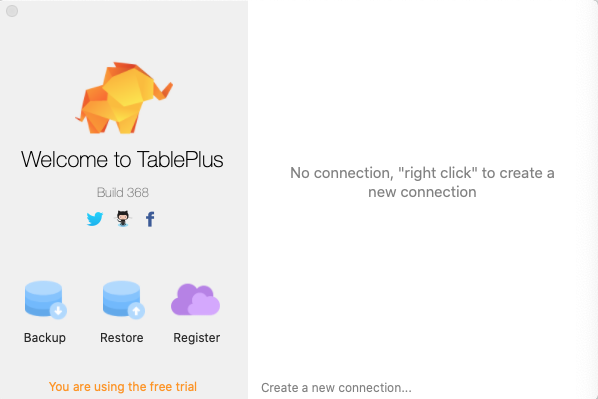 Welcome to TablePlus
Build 368
Backup
Restore
Register
You are using the free trial
No connection, "right click" to create a
new connection
Create a new connection...